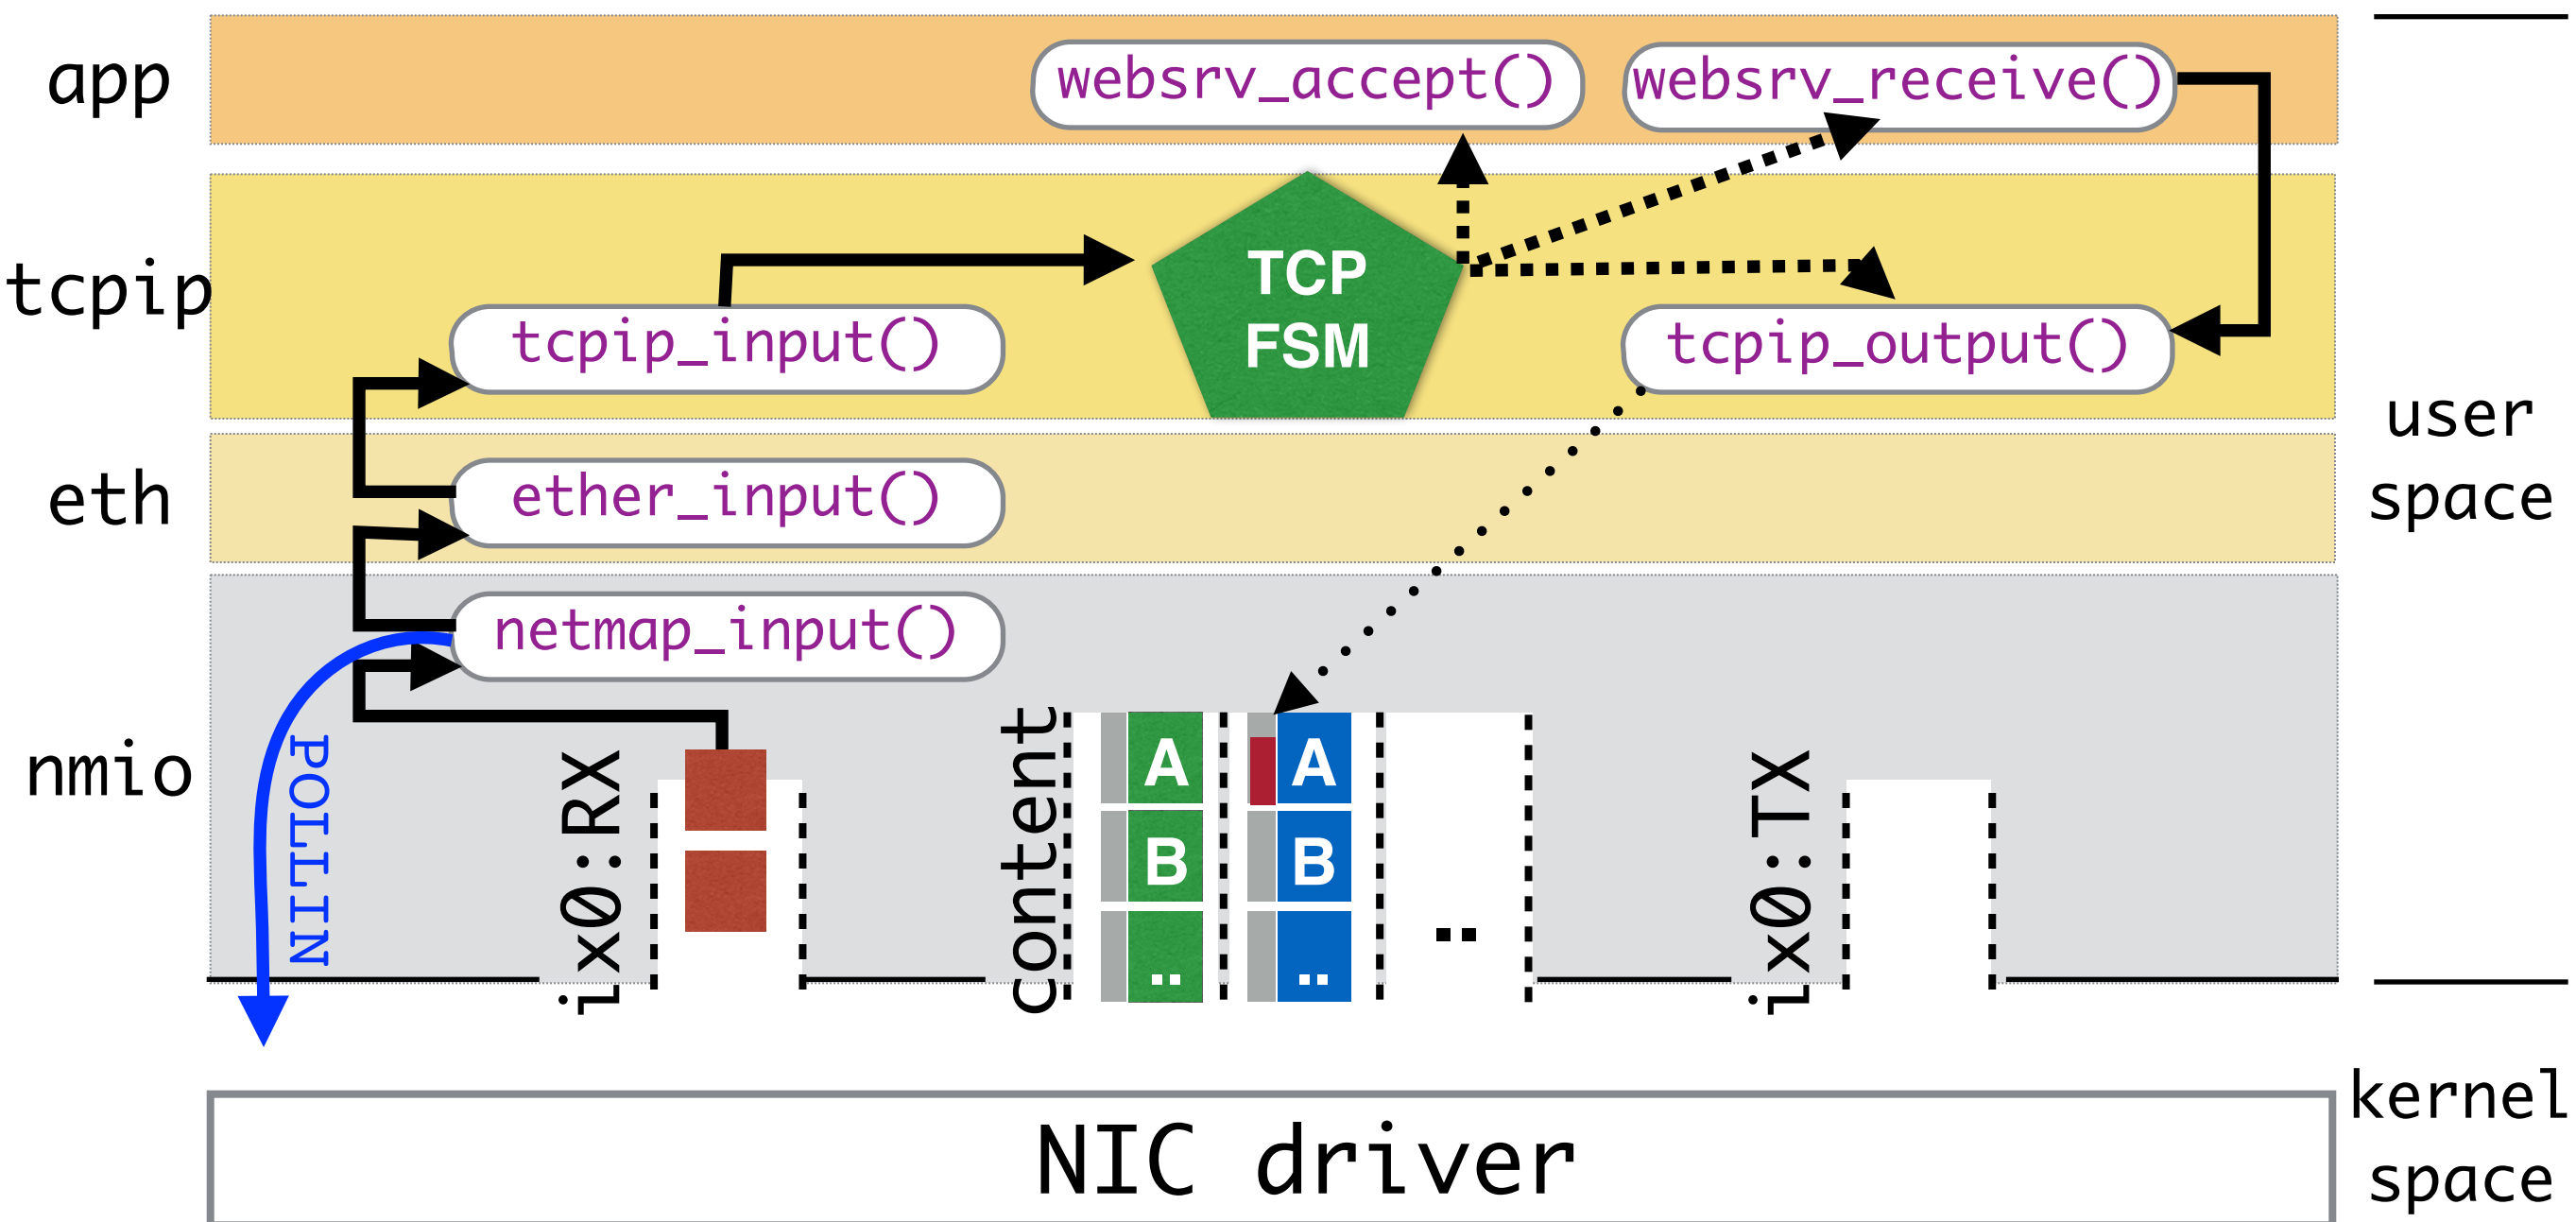 app
websrv_accept()
websrv_receive()
tcpip
TCP
FSM
tcpip_input()
tcpip_output()
user
space
eth
ether_input()
netmap_input()
nmio
POLLIN
ix0:RX
content
A
B
..
A
B
..
..
ix0:TX
kernel
space
NIC driver